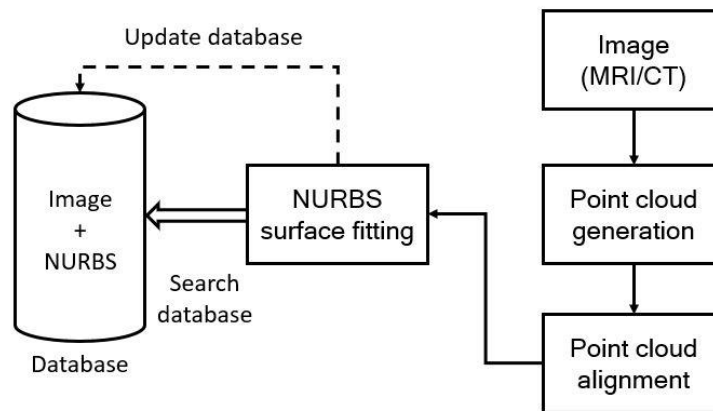 Update database
Image
(MRI/CT)
Image
+
NURBS
NURBS
surface fitting
Point cloud
generation
Search
database
Database
Point cloud
alignment